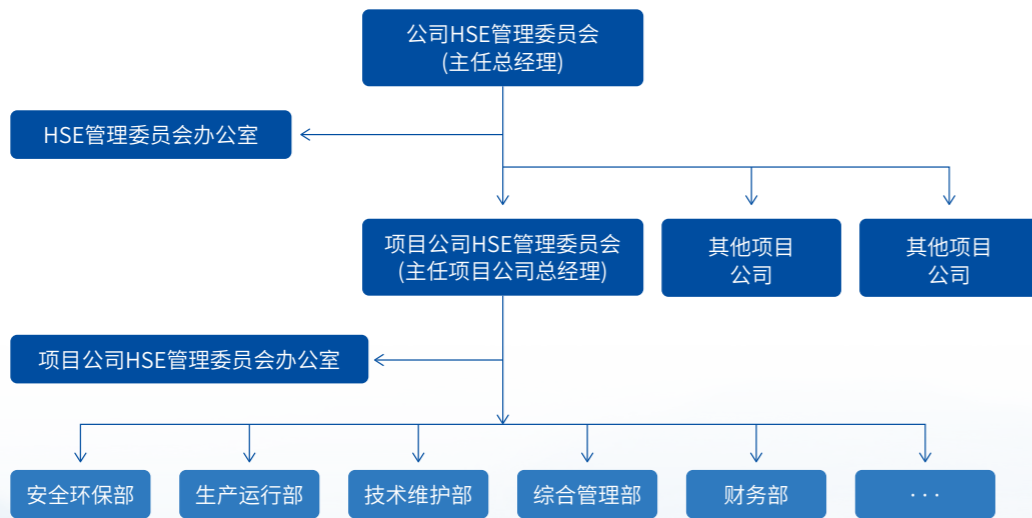 公司HSE管理委员会
(主任总经理)
HSE管理委员会办公室
项目公司HSE管理委员会
(主任项目公司总经理)
其他项目
公司
其他项目
公司
项目公司HSE管理委员会办公室
安全环保部
生产运行部
技术维护部
综合管理部
财务部
···